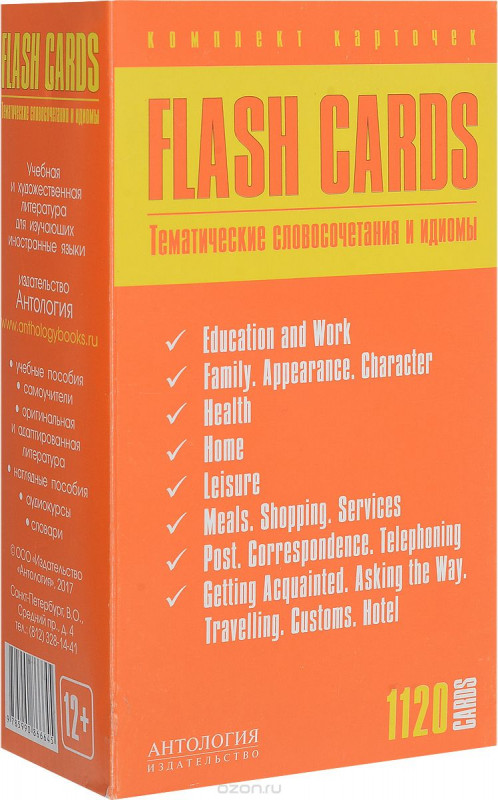 комплект карточек
FLASH CARDS
Тематические словосочетания и идиомы
Education and Work
Family. Appearance. Character
Health
Home
Leisure
Meals. Shopping. Services
Post. Correspondence. Telephoning
Getting Acquainted. Asking the Way.
Travelling. Customs. Hotel
1120 CARDS
АНТОЛОГИЯ
ИЗДАТЕЛЬСТВО
FLASH CARDS
Тематические словосочетания и идиомы
Учебная
и художественная
литература
для изучающих
иностранные языки
издательство
Антология
www.anthologybooks.ru
• учебные пособия
• самоучители
• оригинальная
и адаптированная
литература
• наглядные пособия
• аудиокурсы
• словари
© ООО «Издательство
«Антология», 2017
Санкт-Петербург, В.О.,
Средний пр., д. 4
тел.: (812) 328-14-41
12+
ozon.ru